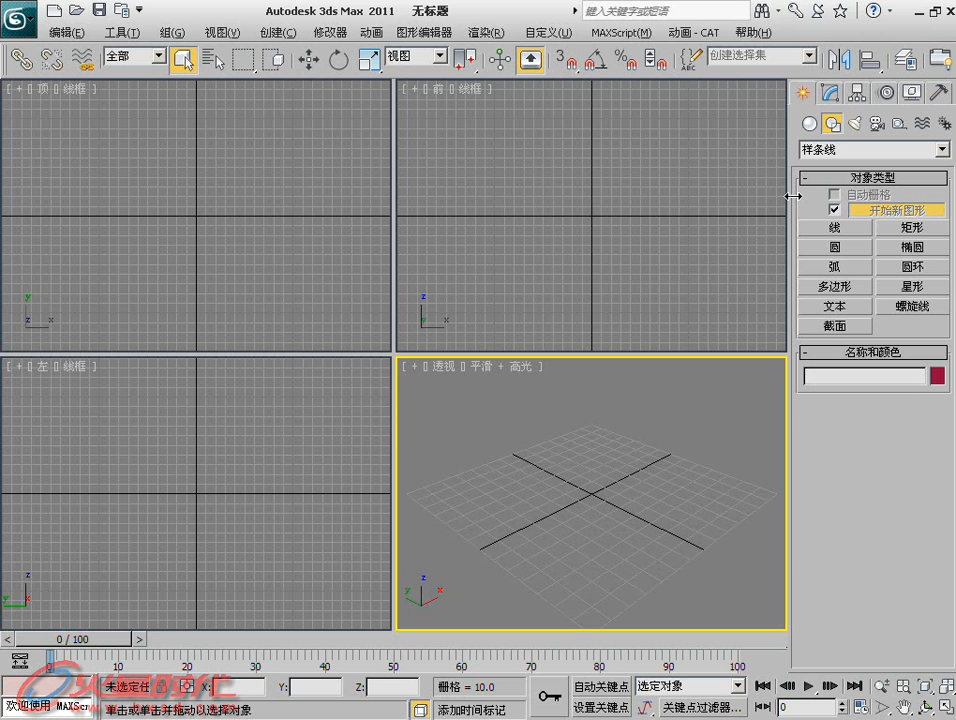 Autodesk 3ds Max 2011 无标题
键入关键字或短语
编辑(E) 工具(T) 组(G) 视图(V) 创建(C) 修改器 动画 图形编辑器 渲染(R) 自定义(U) MAXScript(M) 动画 - CAT 帮助(H)
全部 视图 3 % 创建选择集
[ + [] 顶 [] 线框 ]
[ + [] 前 [] 线框 ]
样条线
- 对象类型
自动栅格
开始新图形
线 矩形
圆 椭圆
弧 圆环
多边形 星形
文本 螺旋线
截面
- 名称和颜色
y z x
z y x
[ + [] 左 [] 线框 ]
[ + [] 透视 [] 平滑 + 高光 ]
z y x
z y x
< 0 / 100 >
0 10 20 30 40 50 60 70 80 90 100
未选定任 X: Y: Z: 栅格 = 10.0 自动关键点 选定对象
欢迎使用 MAXScr 单击或单击并拖动以选择对象 添加时间标记 设置关键点 关键点过滤器... 0
火星时代